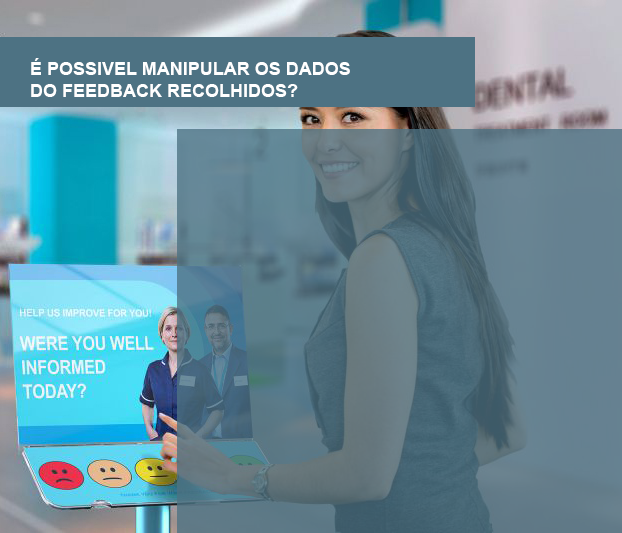 É POSSIVEL MANIPULAR OS DADOS
DO FEEDBACK RECOLHIDOS?
DENTAL
HELP US IMPROVE FOR YOU!
WERE YOU WELL
INFORMED
TODAY?